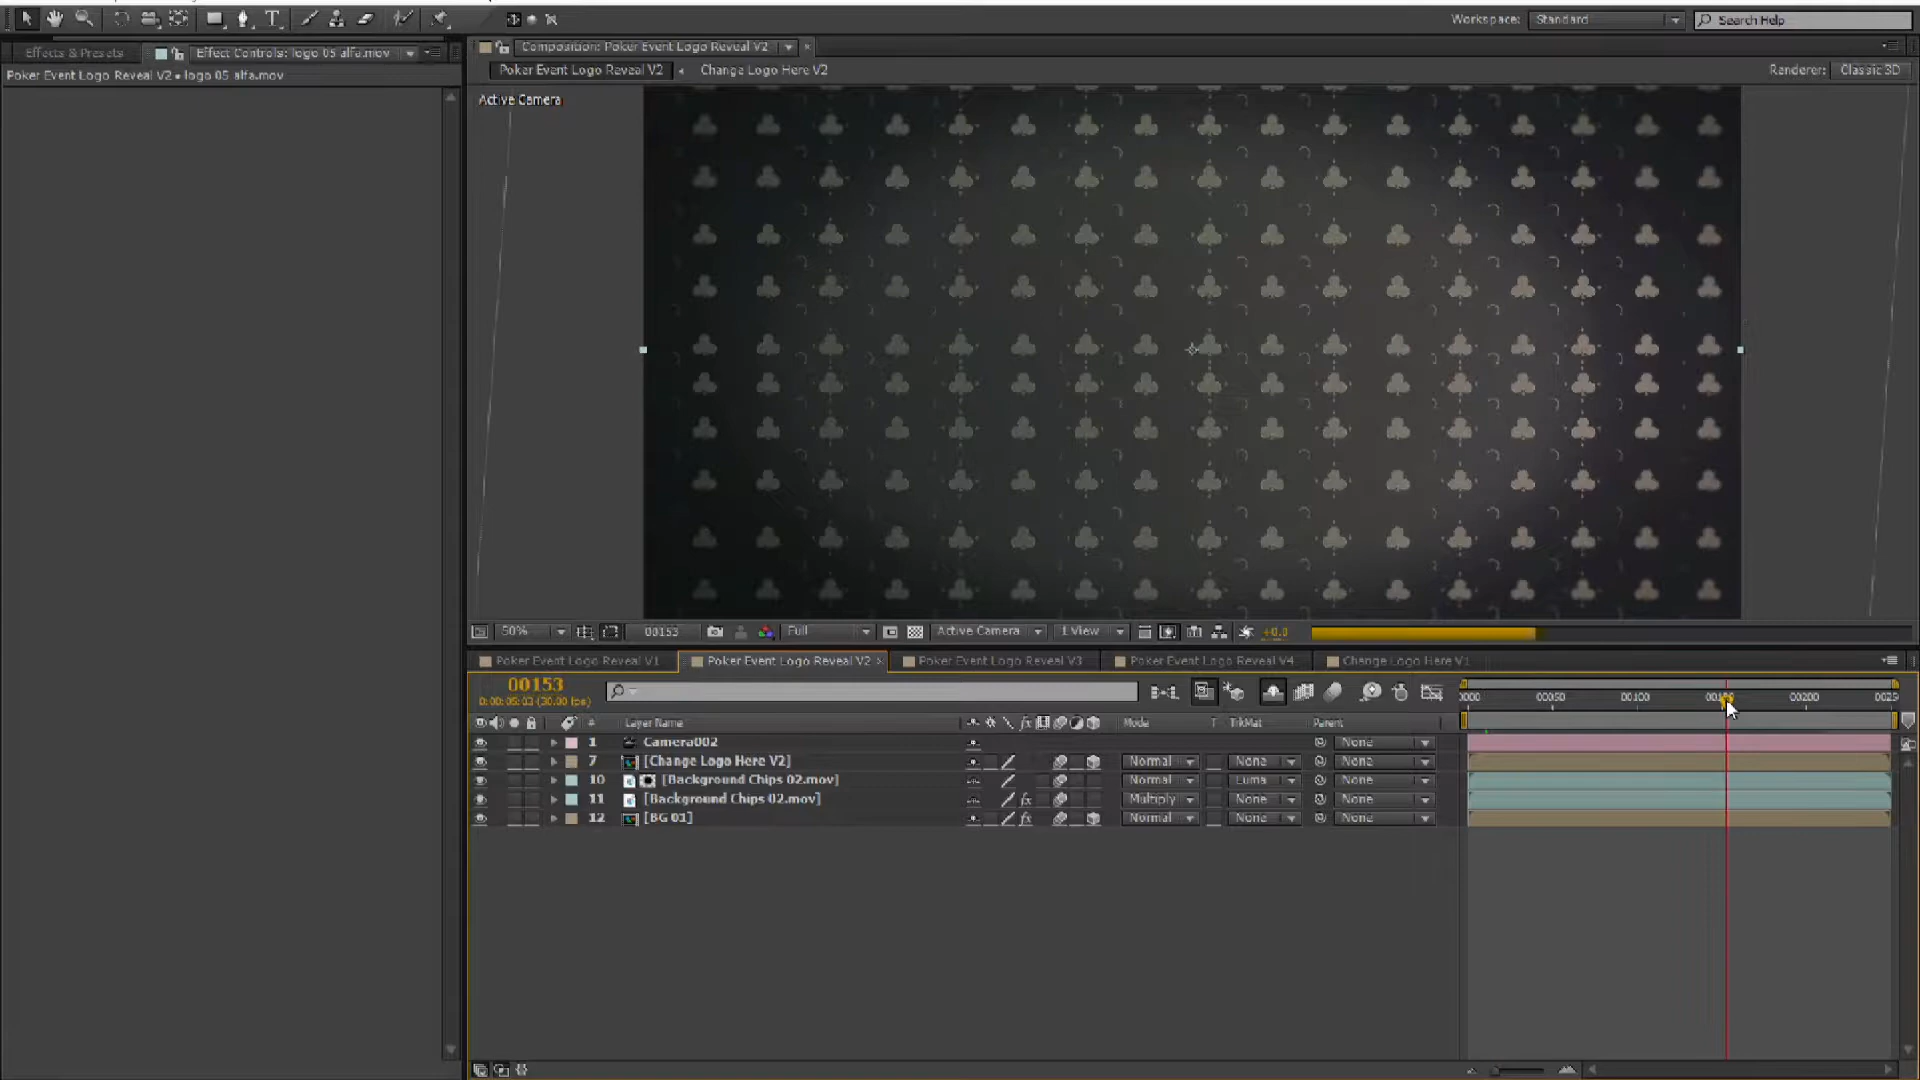 Workspace: Standard Search Help
Effects & Presets Effect Controls: logo 05 alfa.mov Composition: Poker Event Logo Reveal V2
Poker Event Logo Reveal V2 • logo 05 alfa.mov Poker Event Logo Reveal V2 Change Logo Here V2 Renderer: Classic 3D
Active Camera
50% 00153 Full Active Camera 1 View +0.0
Poker Event Logo Reveal V1 Poker Event Logo Reveal V2 Poker Event Logo Reveal V3 Poker Event Logo Reveal V4 Change Logo Here V1
00153
0:00:05:03 (30.00 fps)
0000 00050 00100 00150 00200 0025
# Layer Name Mode T TrkMat Parent
1 Camera002 None
7 [Change Logo Here V2] Normal None None
10 [Background Chips 02.mov] Normal Luma None
11 [Background Chips 02.mov] fx Multiply None None
12 [BG 01] fx Normal None None